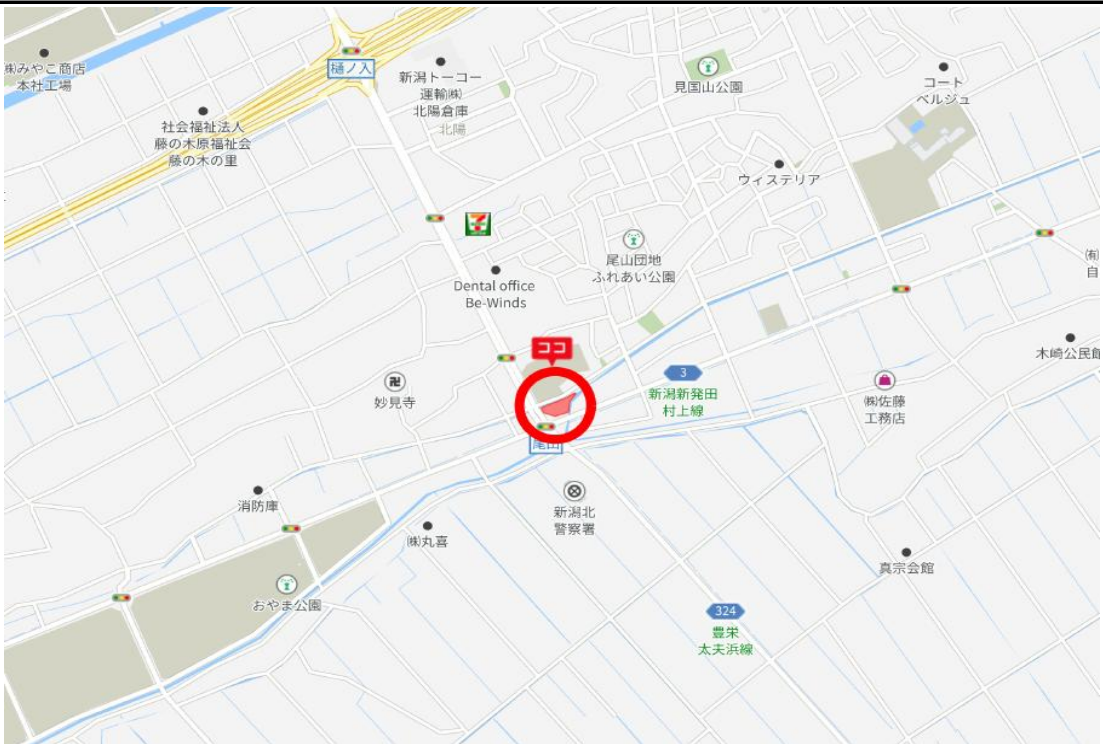 ㈱みやこ商店
本社工場
樋ノ入
新潟トーコー
運輸㈱
北陽倉庫
北陽
見国山公園
コート
ベルジュ
社会福祉法人
藤の木原福祉会
藤の木の里
ウィステリア
7
尾山団地
ふれあい公園
㈲
自
Dental office
Be-Winds
ココ
木崎公民館
3
新潟新発田
村上線
卍
妙見寺
㈱佐藤
工務店
尾山
消防庫
新潟北
警察署
㈱丸喜
真宗会館
おやま公園
324
豊栄
太夫浜線